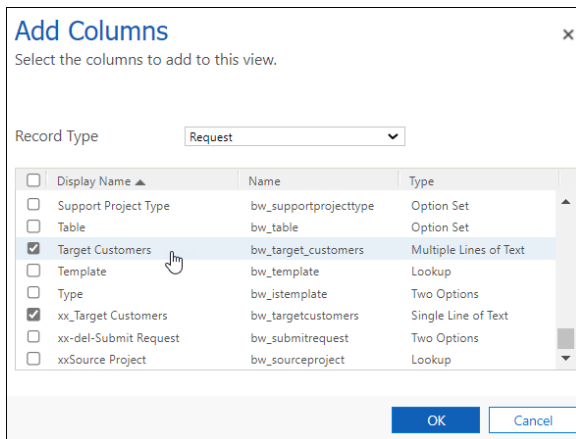 Add Columns
Select the columns to add to this view.
Record Type Request
Display Name Name Type
Support Project Type bw_supportprojecttype Option Set
Table bw_table Option Set
Target Customers bw_target_customers Multiple Lines of Text
Template bw_template Lookup
Type bw_istemplate Two Options
xx_Target Customers bw_targetcustomers Single Line of Text
xx-del-Submit Request bw_submitrequest Two Options
xxSource Project bw_sourceproject Lookup
OK Cancel